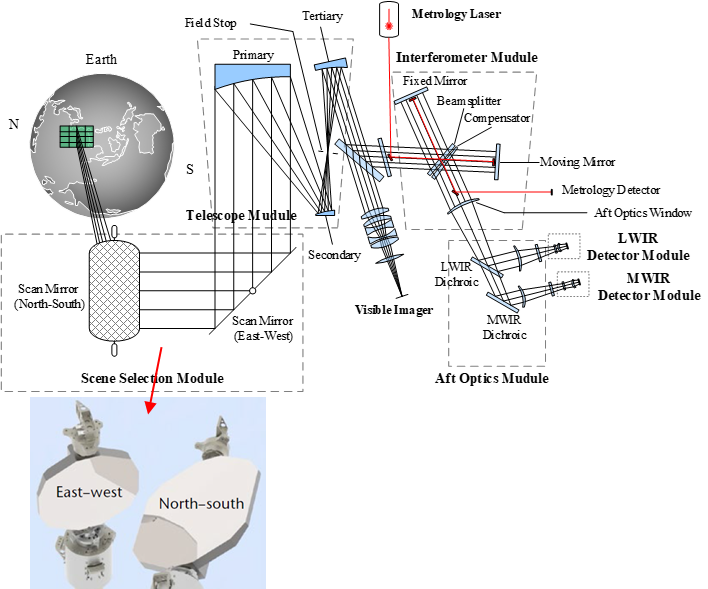 Tertiary
Field Stop
Metrology Laser
Primary
Earth
Interferometer Mudule
Fixed Mirror
Beamsplitter
Compensator
N
Moving Mirror
S
Metrology Detector
Telescope Mudule
Aft Optics Window
Secondary
LWIR
Detector Module
LWIR
Dichroic
MWIR
Detector Module
Scan Mirror
(North-South)
Visible Imager
Scan Mirror
(East-West)
MWIR
Dichroic
Scene Selection Module
Aft Optics Mudule
East-west
North-south